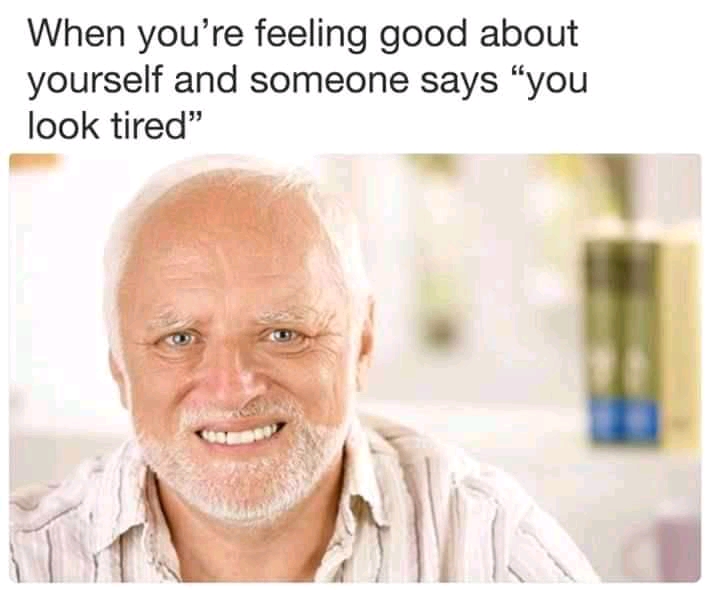 When you’re feeling good about
yourself and someone says “you
look tired”